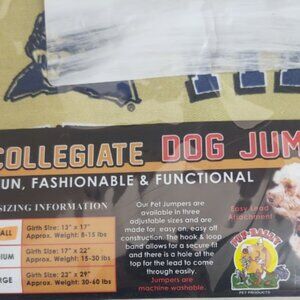 COLLEGIATE DOG JUM
UN, FASHIONABLE & FUNCTIONAL
SIZING INFORMATION
ALL
Girth Size: 13" x 17"
Approx. Weight: 8-15 lbs
DIUM
Girth Size: 17" x 22"
Approx. Weight: 15-30 lbs
RGE
Girth Size: 23" x 29"
Approx. Weight: 30-60 lbs
Our Pet Jumpers are
available in three
adjustable sizes and are
made for easy on, easy off
construction. The hook & loop
band allows for a secure fit
and there is a hole at the
top for the lead to come
through easily.
Jumpers are
machine washable.
Easy Lead
Attachment
PET PRODUCTS